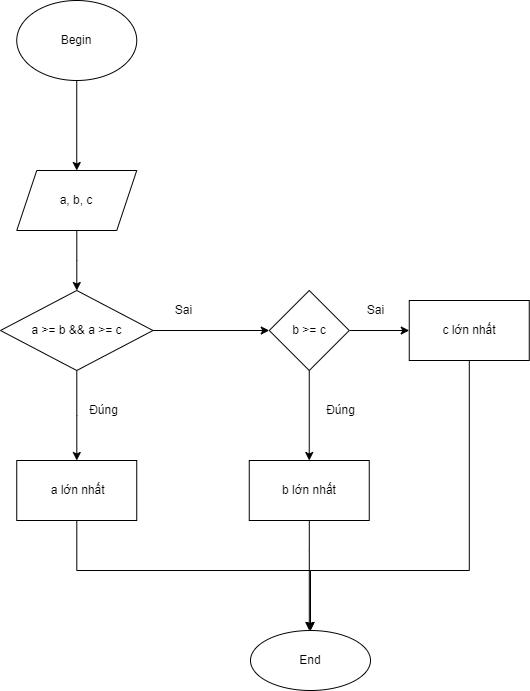 Begin
a, b, c
a >= b && a >= c
Sai
b >= c
Sai
c lớn nhất
Đúng
Đúng
a lớn nhất
b lớn nhất
End